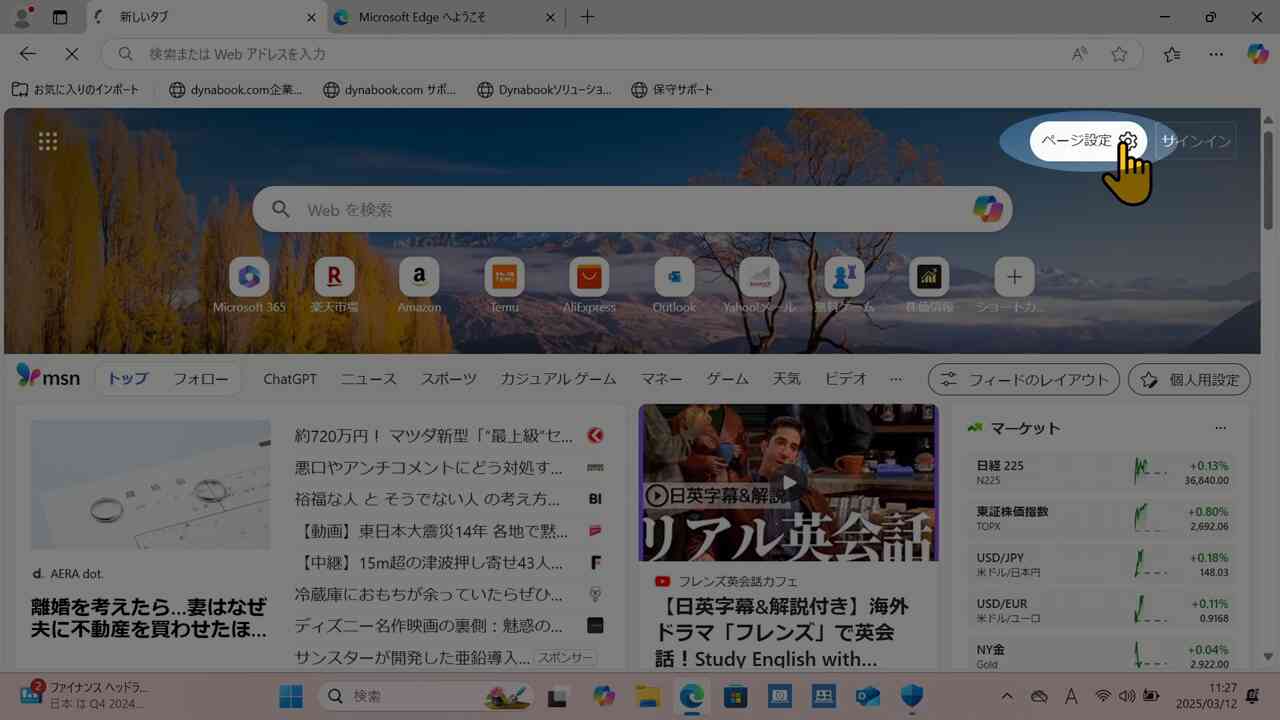 新しいタブ
Microsoft Edge へようこそ
検索または Web アドレスを入力
お気に入りのインポート
dynabook.com企業...
dynabook.com サポ...
Dynabookソリューショ...
保守サポート
ページ設定
サインイン
Web を検索
Microsoft 365
楽天市場
Amazon
Temu
AliExpress
Outlook
Yahoo!メール
無料ゲーム
株価情報
ショートカ...
msn
トップ
フォロー
ChatGPT
ニュース
スポーツ
カジュアル ゲーム
マネー
ゲーム
天気
ビデオ
フィードのレイアウト
個人用設定
AERA dot.
離婚を考えたら...妻はなぜ
夫に不動産を買わせたほ...
約720万円！ マツダ新型「"最上級"セ...
悪口やアンチコメントにどう対処す...
裕福な人 と そうでない人 の考え方...
【動画】東日本大震災14年 各地で黙...
【中継】15m超の津波押し寄せ43人...
冷蔵庫におもちが余っていたらぜひ...
ディズニー名作映画の裏側：魅惑の...
サンスターが開発した亜鉛導入... スポンサー
日英字幕&解説
リアル英会話
フレンズ英会話カフェ
【日英字幕&解説付き】海外
ドラマ「フレンズ」で英会
話！Study English with...
マーケット
日経 225 +0.13%
N225 36,840.00
東証株価指数 +0.80%
TOPX 2,692.06
USD/JPY +0.18%
米ドル/日本円 148.03
USD/EUR +0.11%
米ドル/ユーロ 0.9168
NY金 +0.04%
Gold 2,922.00
2
ファイナンス ヘッドラ...
日本 は Q4 2024...
検索
A
11:27
2025/03/12